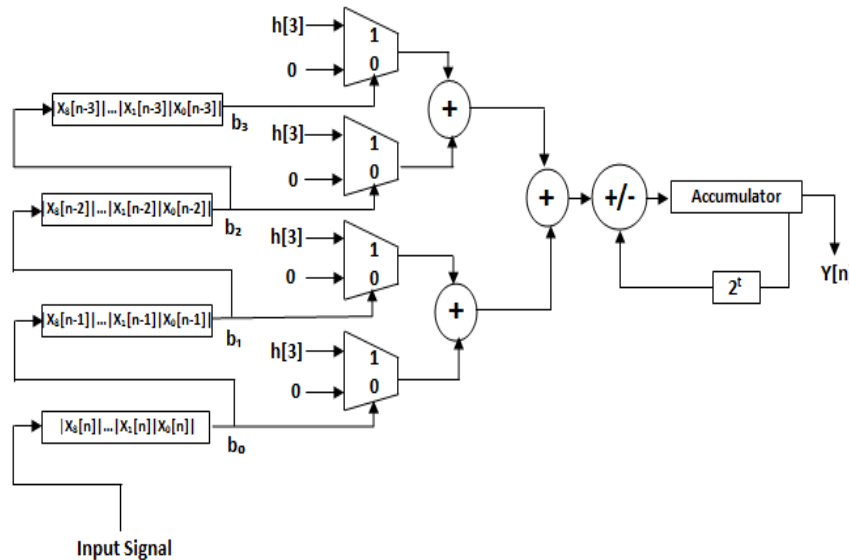 h[3]
1
0
0
|X₈[n-3]|...|X₁[n-3]|X₀[n-3]|
b₃
+
h[3]
1
0
0
|X₈[n-2]|...|X₁[n-2]|X₀[n-2]|
b₂
+
+/-
Accumulator
h[3]
1
0
0
2ᵗ
Y[n
|X₈[n-1]|...|X₁[n-1]|X₀[n-1]|
b₁
+
h[3]
1
0
0
|X₈[n]|...|X₁[n]|X₀[n]|
b₀
Input Signal